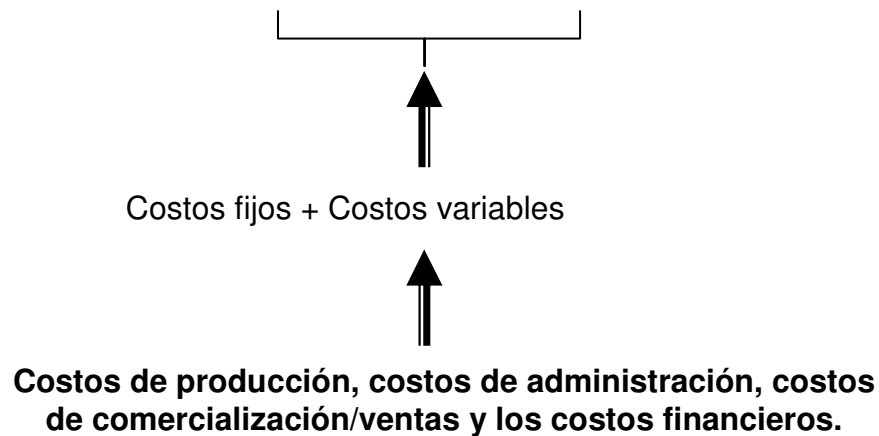 Costos fijos + Costos variables
Costos de producción, costos de administración, costos
de comercialización/ventas y los costos financieros.